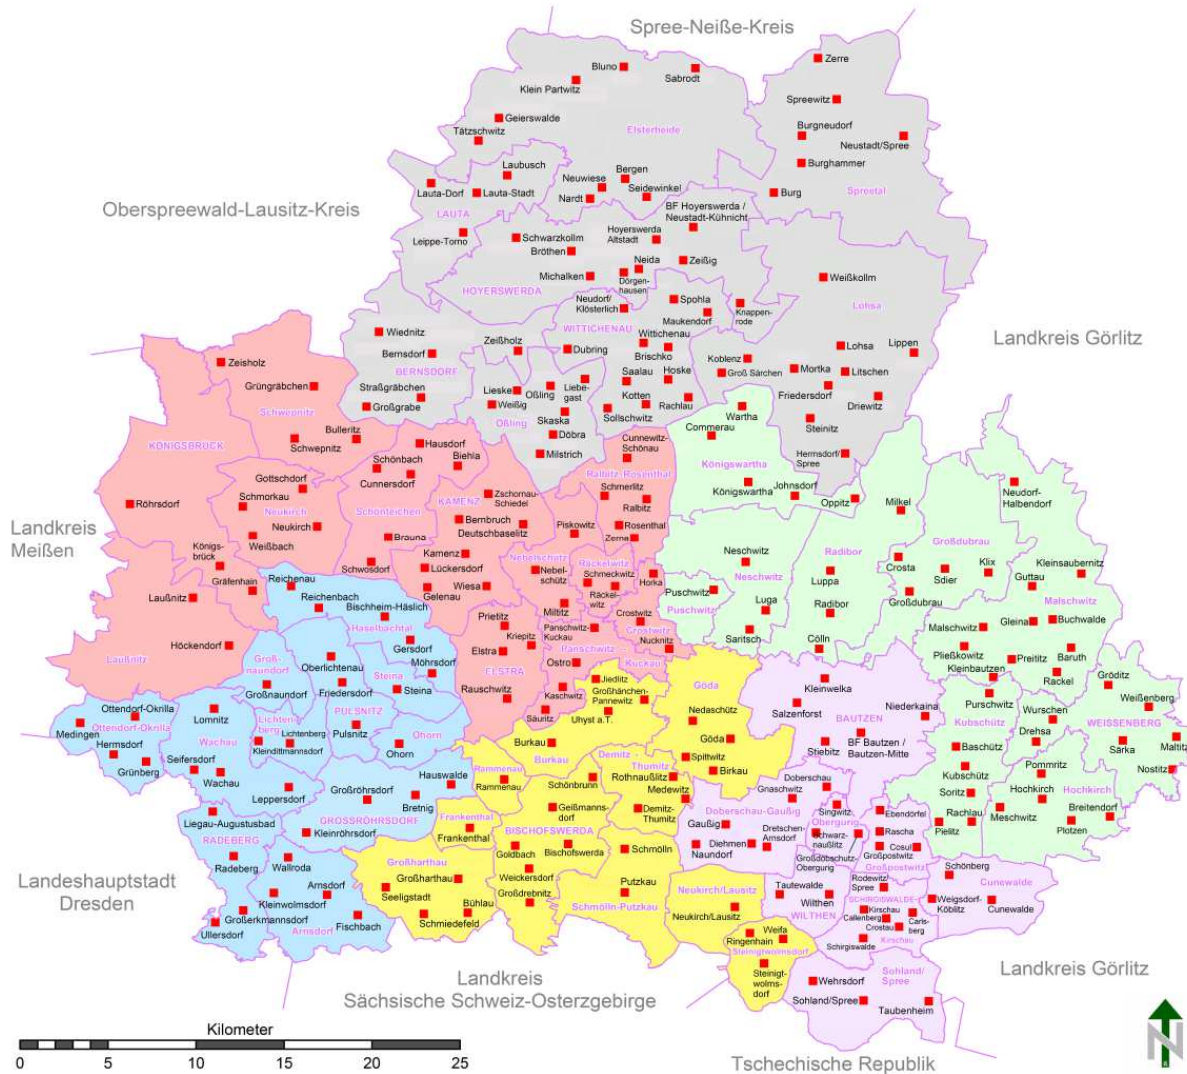 Spree-Neiße-Kreis
Zerre
Bluno
Sabrodt
Klein Partwitz
Spreewitz
Geierswalde
Elsterheide
Burgneudorf
Neustadt/Spree
Tätzschwitz
Burghammer
Laubusch
Bergen
Neuwiese
Seidewinkel
Lauta-Dorf
Lauta-Stadt
Nardt
Burg
Spreetal
Oberspreewald-Lausitz-Kreis
LAUTA
BF Hoyerswerda /
Neustadt-Kühnicht
Leippe-Torno
Schwarzkollm
Hoyerswerda
Altstadt
Bröthen
Neida
Zeißig
Michalken
Dörgen-
hausen
Weißkollm
HOYERSWERDA
Neudorf/
Klösterlich
Spohla
Maukendorf
Knappen-
rode
Lohsa
Wiednitz
WITTICHENAU
Wittichenau
Landkreis Görlitz
Zeißholz
Dubring
Brischko
Lohsa
Lippen
Bernsdorf
Koblenz
Groß Särchen
Mortka
Litschen
Zeisholz
BERNSDORF
Straßgräbchen
Großgrabe
Lieske
Weißig
Oßling
Liebe-
gast
Saalau
Hoske
Kotten
Rachlau
Sollschwitz
Friedersdorf
Driewitz
Grüngräbchen
Schwepnitz
Oßling
Skaska
Döbra
Milstrich
Wartha
Steinitz
Commerau
Bulleritz
Schwepnitz
KÖNIGSBRÜCK
Hausdorf
Biehla
Schönbach
Cunnersdorf
Cunnewitz-
Schönau
Ralbitz-Rosenthal
Hermsdorf/
Spree
Königswartha
Königswartha
Johnsdorf
Oppitz
Gottschdorf
Schmorkau
Röhrsdorf
Neukirch
Neukirch
Weißbach
Schönteichen
KAMENZ
Zschornau-
Schiedel
Schmerlitz
Ralbitz
Milkel
Neudorf-
Halbendorf
Landkreis
Meißen
Bernbruch
Deutschbaselitz
Piskowitz
Rosenthal
Zerna
Großdubrau
Brauna
Königs-
brück
Schwosdorf
Kamenz
Lückersdorf
Gelenau
Wiesa
Nebelschütz
Nebel-
schütz
Räckelwitz
Schmeckwitz
Räckel-
witz
Horka
Neschwitz
Neschwitz
Radibor
Luppa
Crosta
Sdier
Klix
Kleinsaubernitz
Guttau
Malschwitz
Gräfenhain
Laußnitz
Reichenau
Reichenbach
Bischheim-Häslich
Haselbachtal
Gersdorf
Miltitz
Crostwitz
Puschwitz
Puschwitz
Luga
Radibor
Großdubrau
Gleina
Buchwalde
Prietitz
Kriepitz
Elstra
Panschwitz-
Kuckau
Crostwitz
Nucknitz
Saritsch
Cölln
Malschwitz
Pließkowitz
Kleinbautzen
Preititz
Baruth
Rackel
Höckendorf
Laußnitz
Groß-
naundorf
Großnaundorf
Oberlichtenau
Friedersdorf
Möhrsdorf
Steina
Steina
ELSTRA
Rauschwitz
Ostro
Panschwitz -
Kuckau
Kaschwitz
Säuritz
Jiedlitz
Großhänchen-
Pannewitz
Uhyst a.T.
Göda
Kleinwelka
Salzenforst
Niederkaina
Purschwitz
Gröditz
Weißenberg
Ottendorf-Okrilla
Medingen
Ottendorf-Okrilla
Hermsdorf
Grünberg
Lomnitz
Lichten-
berg
Lichtenberg
Kleindittmannsdorf
PULSNITZ
Pulsnitz
Ohorn
Ohorn
Wachau
Seifersdorf
Wachau
Leppersdorf
Burkau
Burkau
Nedaschütz
Göda
Spittwitz
Birkau
BAUTZEN
Stiebitz
BF Bautzen /
Bautzen-Mitte
Kubschütz
Baschütz
Kubschütz
Soritz
Wurschen
Drehsa
WEISSENBERG
Särka
Maltitz
Nostitz
Pommritz
Hochkirch
Hochkirch
Breitendorf
Plotzen
Meschwitz
Rachlau
Pielitz
Großröhrsdorf
Hauswalde
Bretnig
Rammenau
Rammenau
Schönbrunn
Demitz -
Thumitz
Rothnaußlitz
Medewitz
Demitz-
Thumitz
Doberschau
Gnaschwitz
Liegau-Augustusbad
RADEBERG
Radeberg
GROSSRÖHRSDORF
Kleinröhrsdorf
Wallroda
Frankenthal
Frankenthal
Geißmanns-
dorf
BISCHOFSWERDA
Goldbach
Bischofswerda
Weickersdorf
Großdrebnitz
Schmölln
Doberschau-Gaußig
Gaußig
Diehmen
Naundorf
Dretschen-
Arnsdorf
Singwitz
Obergurig
Schwarz-
naußlitz
Großdöbschütz-
Obergurig
Ebendörfel
Rascha
Cosul
Großpostwitz
Großpostwitz
Schönberg
Landeshauptstadt
Dresden
Kleinwolmsdorf
Arnsdorf
Großerkmannsdorf
Ullersdorf
Arnsdorf
Fischbach
Großharthau
Großharthau
Seeligstadt
Bühlau
Schmiedefeld
Putzkau
Schmölln-Putzkau
Neukirch/Lausitz
Neukirch/Lausitz
Tautewalde
Wilthen
WILTHEN
Rodewitz/
Spree
SCHIRGISWALDE-
Kirschau
Kirschau
Callenberg
Crostau
Carls-
berg
Schirgiswalde
Weigsdorf-
Köblitz
Cunewalde
Cunewalde
Weifa
Ringenhain
Steinigtwolmsdorf
Steinigt-
wolms-
dorf
Sohland/
Spree
Wehrsdorf
Sohland/Spree
Taubenheim
Landkreis Görlitz
Landkreis
Sächsische Schweiz-Osterzgebirge
Tschechische Republik
Kilometer
0 5 10 15 20 25
N